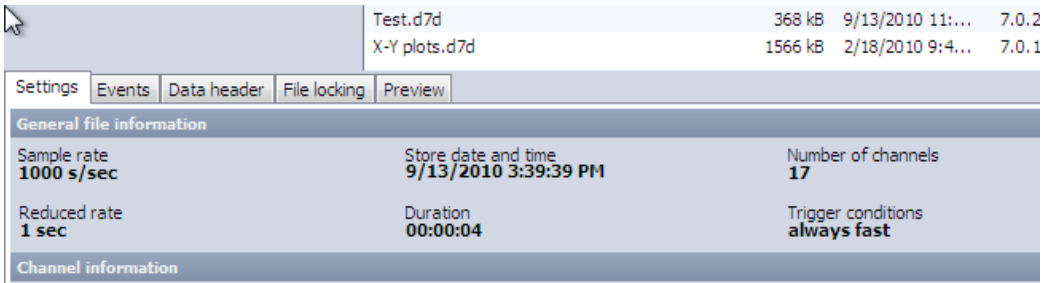 Test.d7d 368 kB 9/13/2010 11:... 7.0.2
X-Y plots.d7d 1566 kB 2/18/2010 9:4... 7.0.1
Settings Events Data header File locking Preview
General file information
Sample rate Store date and time Number of channels
1000 s/sec 9/13/2010 3:39:39 PM 17
Reduced rate Duration Trigger conditions
1 sec 00:00:04 always fast
Channel information